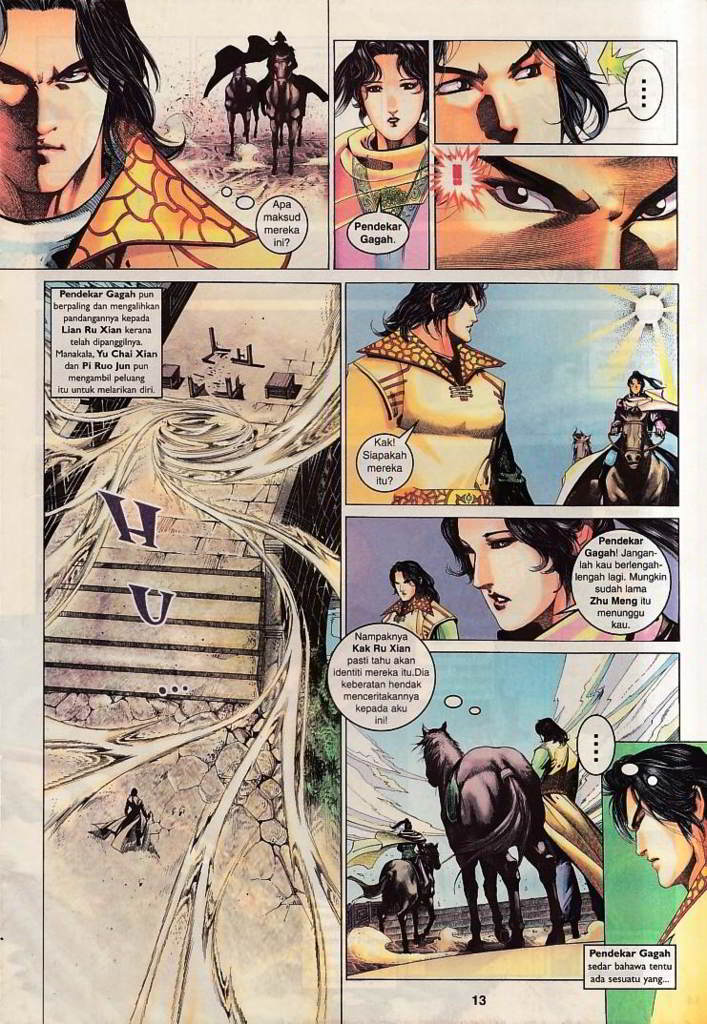 Apa
maksud
mereka
ini?
Pendekar
Gagah.
....
!
Pendekar Gagah pun
berpaling dan mengalihkan
pandangannya kepada
Lian Ru Xian kerana
telah dipanggilnya.
Manakala, Yu Chai Xian
dan Pi Ruo Jun pun
mengambil peluang
itu untuk melarikan diri.
HU...
Kak!
Siapakah
mereka
itu?
Pendekar
Gagah! Jangan-
lah kau berlengah-
lengah lagi. Mungkin
sudah lama
Zhu Meng itu
menunggu
kau.
Nampaknya
Kak Ru Xian
pasti tahu akan
identiti mereka itu.Dia
keberatan hendak
menceritakannya
kepada aku
ini!
....
Pendekar Gagah
sedar bahawa tentu
ada sesuatu yang...
13